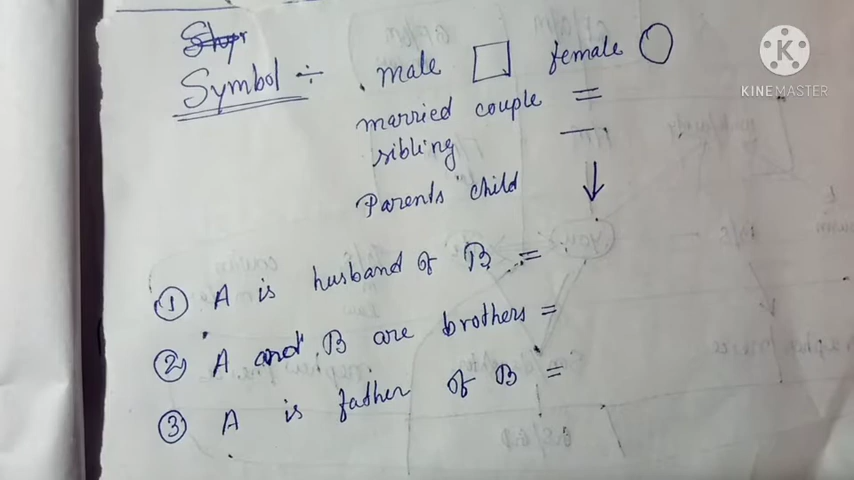 Symbol ÷ male □ female ○
married couple =
sibling —
Parents child ↓
① A is husband of B =
② A and B are brothers =
③ A is father of B =
KINEMASTER